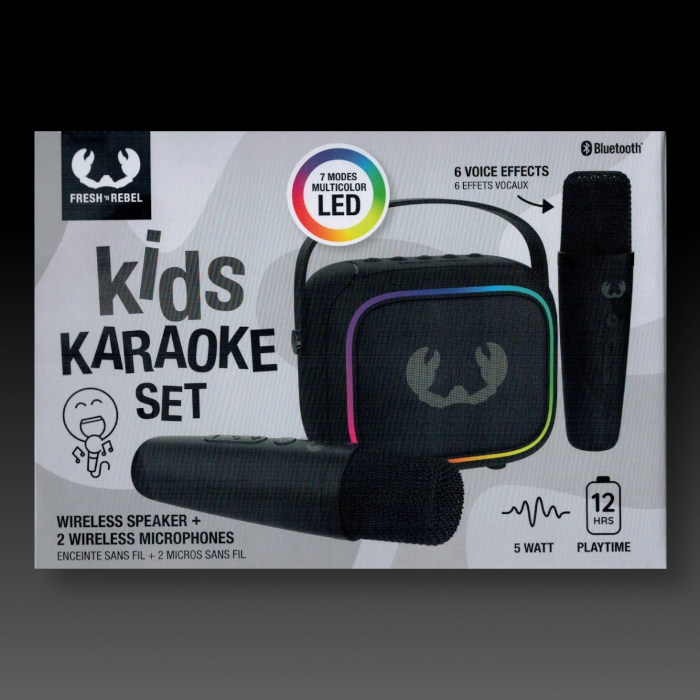 FRESH 'N REBEL
7 MODES
MULTICOLOR
LED
Bluetooth®
6 VOICE EFFECTS
6 EFFETS VOCAUX
kids
KARAOKE
SET
WIRELESS SPEAKER +
2 WIRELESS MICROPHONES
ENCEINTE SANS FIL + 2 MICROS SANS FIL
5 WATT
12
HRS
PLAYTIME